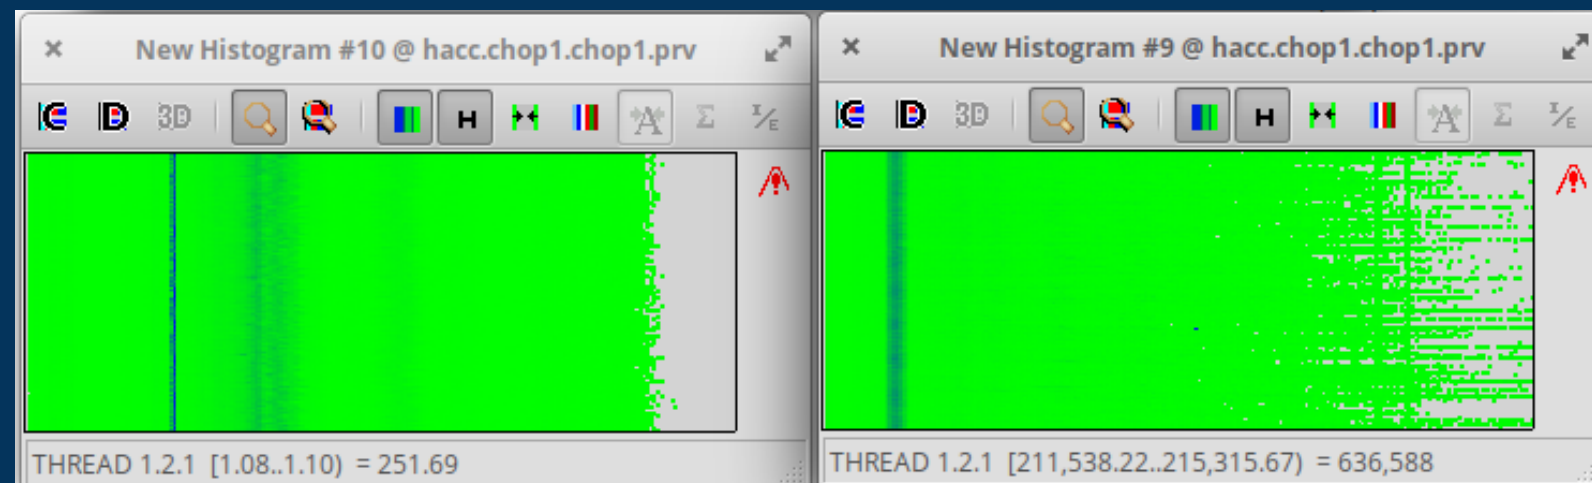 New Histogram #10 @ hacc.chop1.chop1.prv
C D 3D H A Σ I/E
THREAD 1.2.1 [1.08..1.10) = 251.69
New Histogram #9 @ hacc.chop1.chop1.prv
C D 3D H A Σ I/E
THREAD 1.2.1 [211,538.22..215,315.67) = 636,588